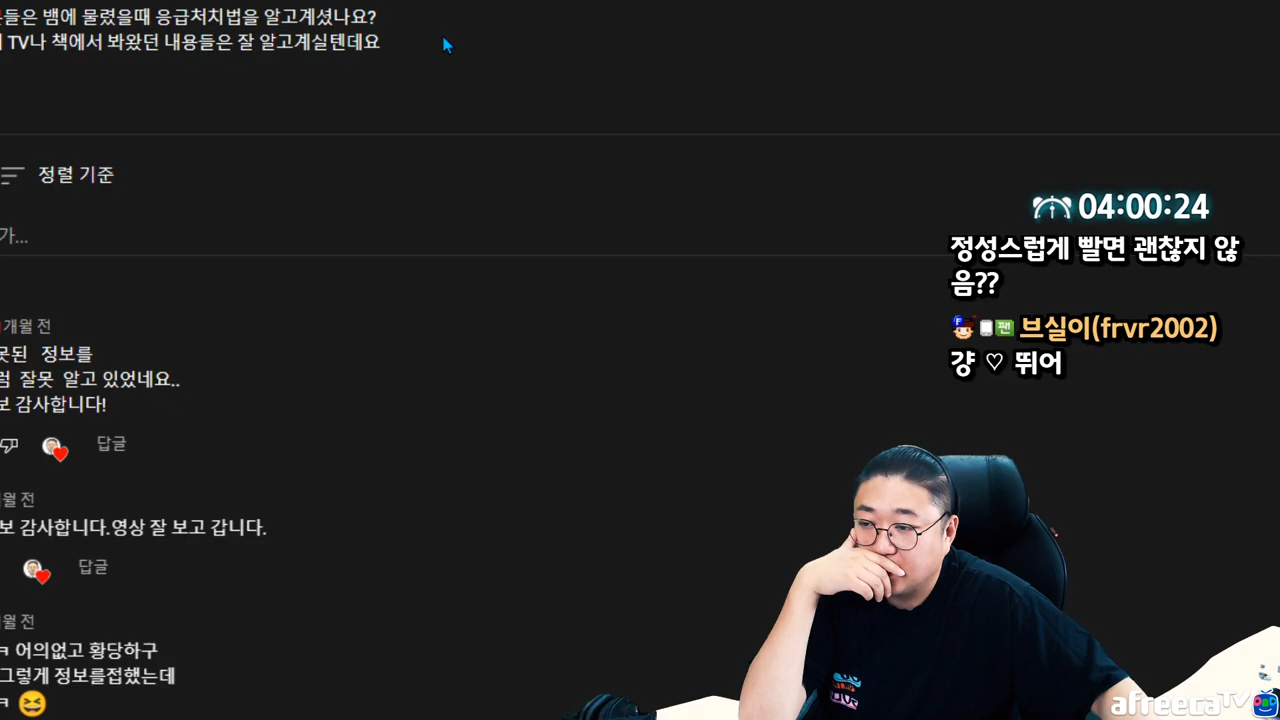 들은 뱀에 물렸을때 응급처치법을 알고계셨나요?
TV나 책에서 봐왔던 내용들은 잘 알고계실텐데요
정렬 기준
가...
04:00:24
정성스럽게 빨면 괜찮지 않
음??
브실이(frvr2002)
걍 ♡ 뛰어
개월 전
못된 정보를
럼 잘못 알고 있었네요..
보 감사합니다!
답글
월 전
보 감사합니다.영상 잘 보고 갑니다.
답글
월 전
ㅋ 어의없고 황당하구
그렇게 정보를접했는데
ㅋ 😆
afreecaTV